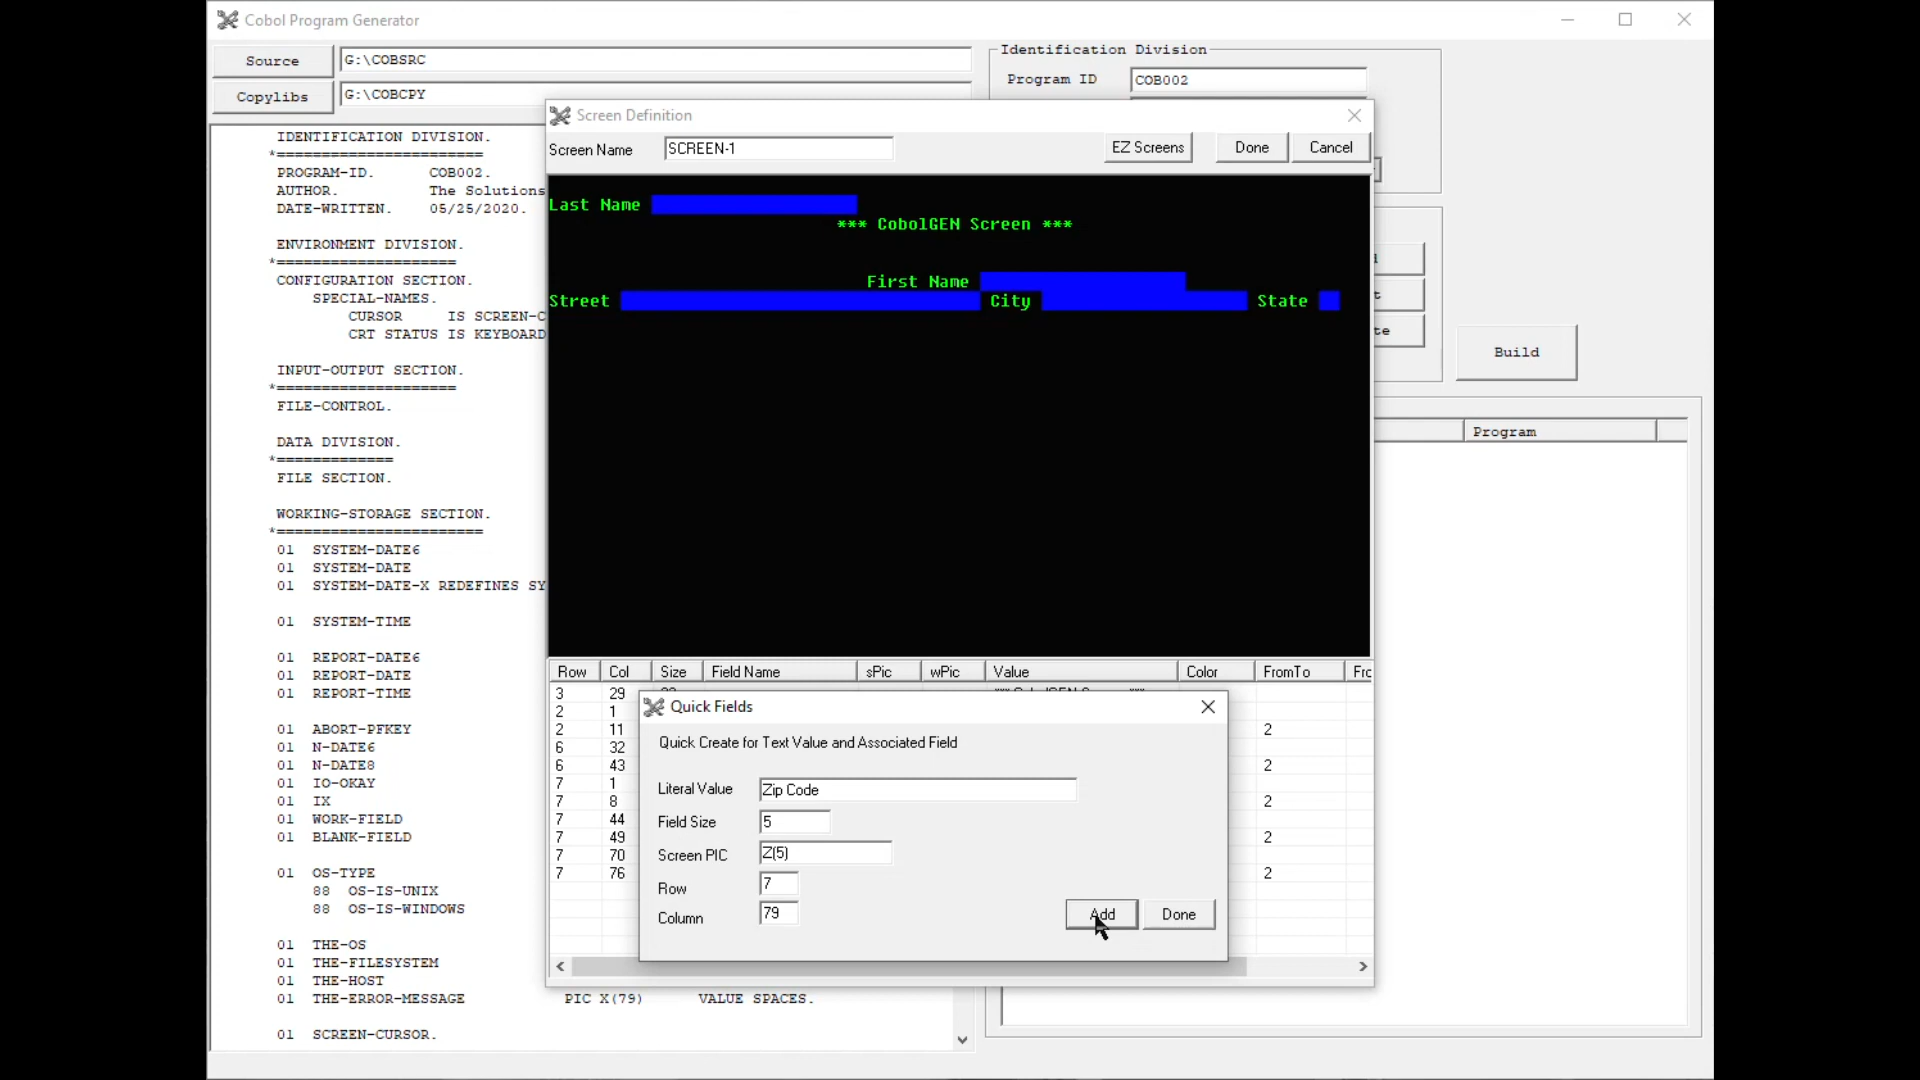 Cobol Program Generator
Source
G:\COBSRC
Copylibs
G:\COBCPY
Identification Division
Program ID
COB002
Screen Definition
Screen Name
SCREEN-1
EZ Screens
Done
Cancel
IDENTIFICATION DIVISION.
*=======================
PROGRAM-ID. COB002.
AUTHOR. The Solutions
DATE-WRITTEN. 05/25/2020.
ENVIRONMENT DIVISION.
*====================
CONFIGURATION SECTION.
SPECIAL-NAMES.
CURSOR IS SCREEN-C
CRT STATUS IS KEYBOARD
INPUT-OUTPUT SECTION.
*====================
FILE-CONTROL.
DATA DIVISION.
*=============
FILE SECTION.
WORKING-STORAGE SECTION.
*=======================
01 SYSTEM-DATE6
01 SYSTEM-DATE
01 SYSTEM-DATE-X REDEFINES SY
01 SYSTEM-TIME
01 REPORT-DATE6
01 REPORT-DATE
01 REPORT-TIME
01 ABORT-PFKEY
01 N-DATE6
01 N-DATE8
01 IO-OKAY
01 IX
01 WORK-FIELD
01 BLANK-FIELD
01 OS-TYPE
88 OS-IS-UNIX
88 OS-IS-WINDOWS
01 THE-OS
01 THE-FILESYSTEM
01 THE-HOST
01 THE-ERROR-MESSAGE PIC X(79) VALUE SPACES.
01 SCREEN-CURSOR.
Last Name
*** CobolGEN Screen ***
First Name
Street City State
Build
Program
Row Col Size Field Name sPic wPic Value Color FromTo Frc
3 29
2 1
2 11 2
6 32
6 43 2
7 1
7 8 2
7 44
7 49 2
7 70
7 76 2
Quick Fields
Quick Create for Text Value and Associated Field
Literal Value Zip Code
Field Size 5
Screen PIC Z(5)
Row 7
Column 79
Add
Done